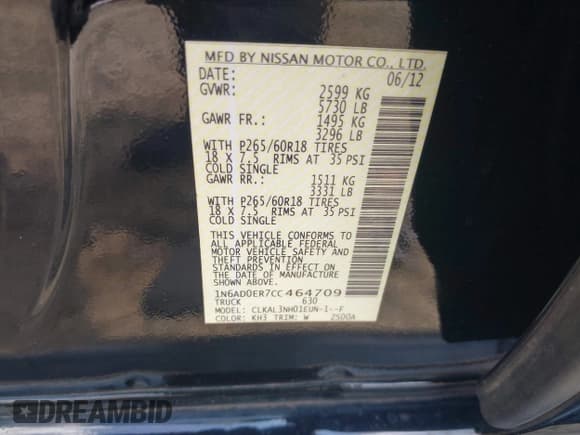 MFD BY NISSAN MOTOR CO., LTD.
DATE: 06/12
GVWR: 2599 KG
5730 LB
GAWR FR.: 1495 KG
3296 LB
WITH P265/60R18 TIRES
18 X 7.5 RIMS AT 35 PSI
COLD SINGLE
GAWR RR.: 1511 KG
3331 LB
WITH P265/60R18 TIRES
18 X 7.5 RIMS AT 35 PSI
COLD SINGLE
THIS VEHICLE CONFORMS TO
ALL APPLICABLE FEDERAL
MOTOR VEHICLE SAFETY AND
THEFT PREVENTION
STANDARDS IN EFFECT ON
THE DATE OF MANUFACTURE
SHOWN ABOVE.
1N6AD0ER7CC464709
TRUCK 630
MODEL: CLKAL3NH01EUN-1--F
COLOR: KH3 TRIM: W 2500A
DREAMBID